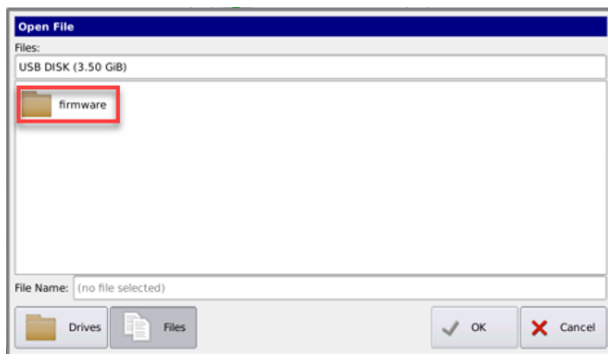 Open File
Files:
USB DISK (3.50 GiB)
firmware
File Name: (no file selected)
Drives Files OK Cancel